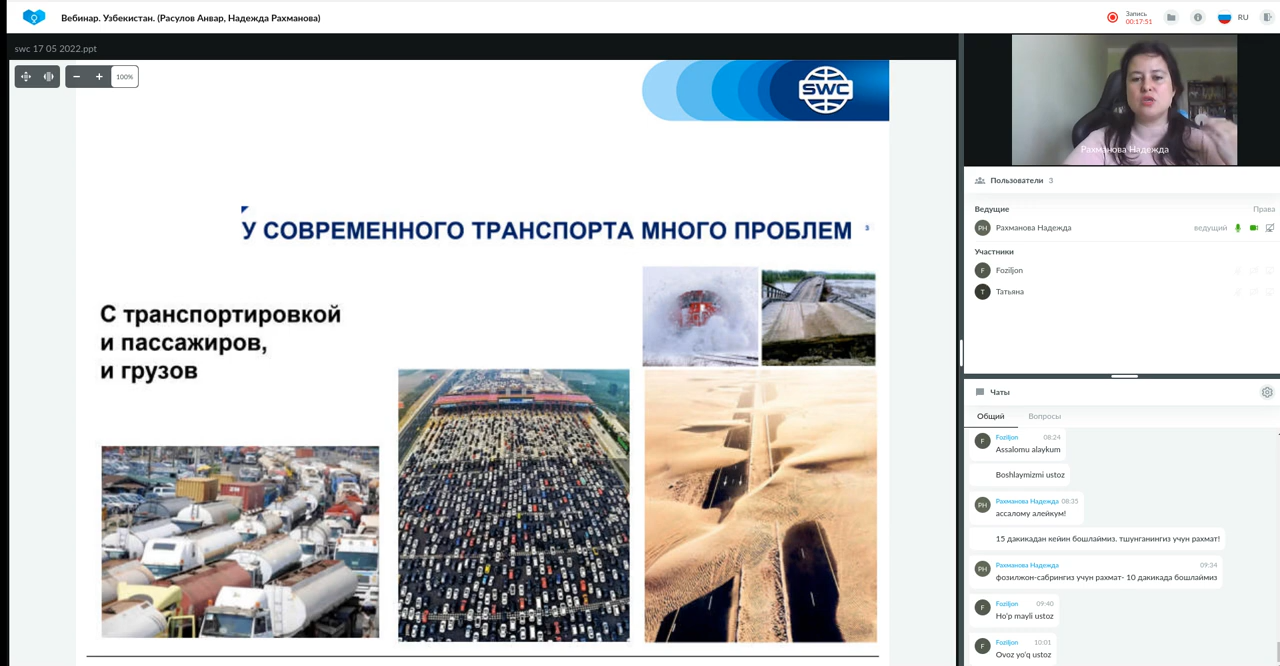 Вебинар. Узбекистан. (Расулов Анвар, Надежда Рахманова)
Запись
00:17:51
RU
swc 17 05 2022.ppt
100%
SWC
У СОВРЕМЕННОГО ТРАНСПОРТА МНОГО ПРОБЛЕМ
3
С транспортировкой
и пассажиров,
и грузов
Рахманова Надежда
Пользователи 3
Ведущие
Права
РН Рахманова Надежда ведущий
Участники
F Foziljon
Т Татьяна
Чаты
Общий Вопросы
F Foziljon 08:24
Assalomu alaykum
Boshlaymizmi ustoz
РН Рахманова Надежда 08:35
ассалому алейкум!
15 дакикадан кейин бошлаймиз. тшунганингиз учун рахмат!
РН Рахманова Надежда 09:34
фозилжон-сабрингиз учун рахмат- 10 дакикада бошлаймиз
F Foziljon 09:40
Ho'p mayli ustoz
F Foziljon 10:01
Ovoz yo'q ustoz